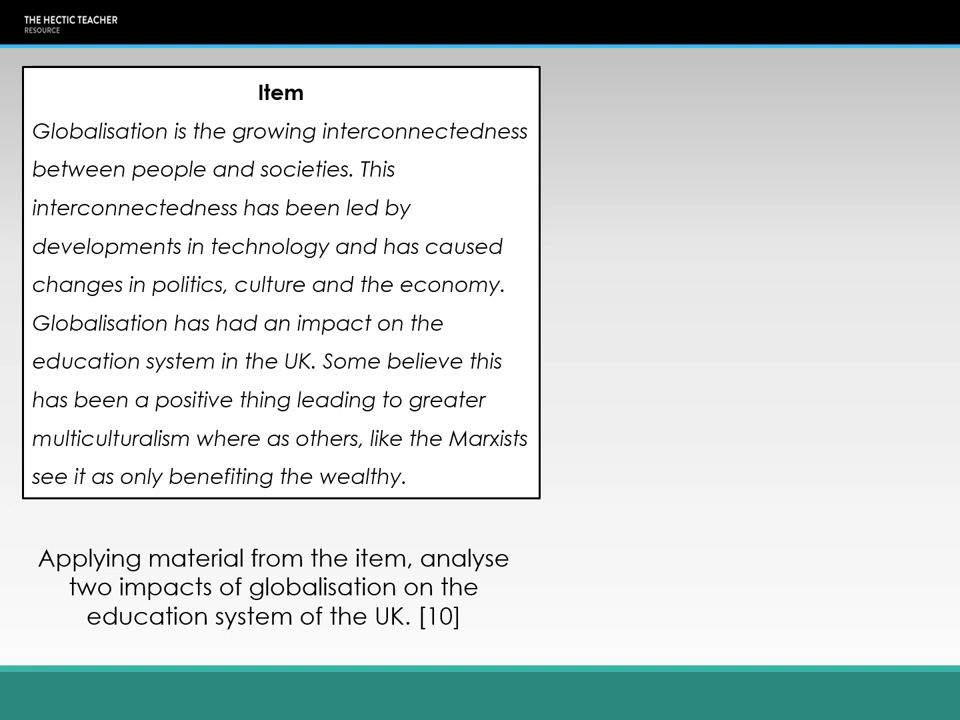 THE HECTIC TEACHER
RESOURCE
Item
Globalisation is the growing interconnectedness
between people and societies. This
interconnectedness has been led by
developments in technology and has caused
changes in politics, culture and the economy.
Globalisation has had an impact on the
education system in the UK. Some believe this
has been a positive thing leading to greater
multiculturalism where as others, like the Marxists
see it as only benefiting the wealthy.
Applying material from the item, analyse
two impacts of globalisation on the
education system of the UK. [10]